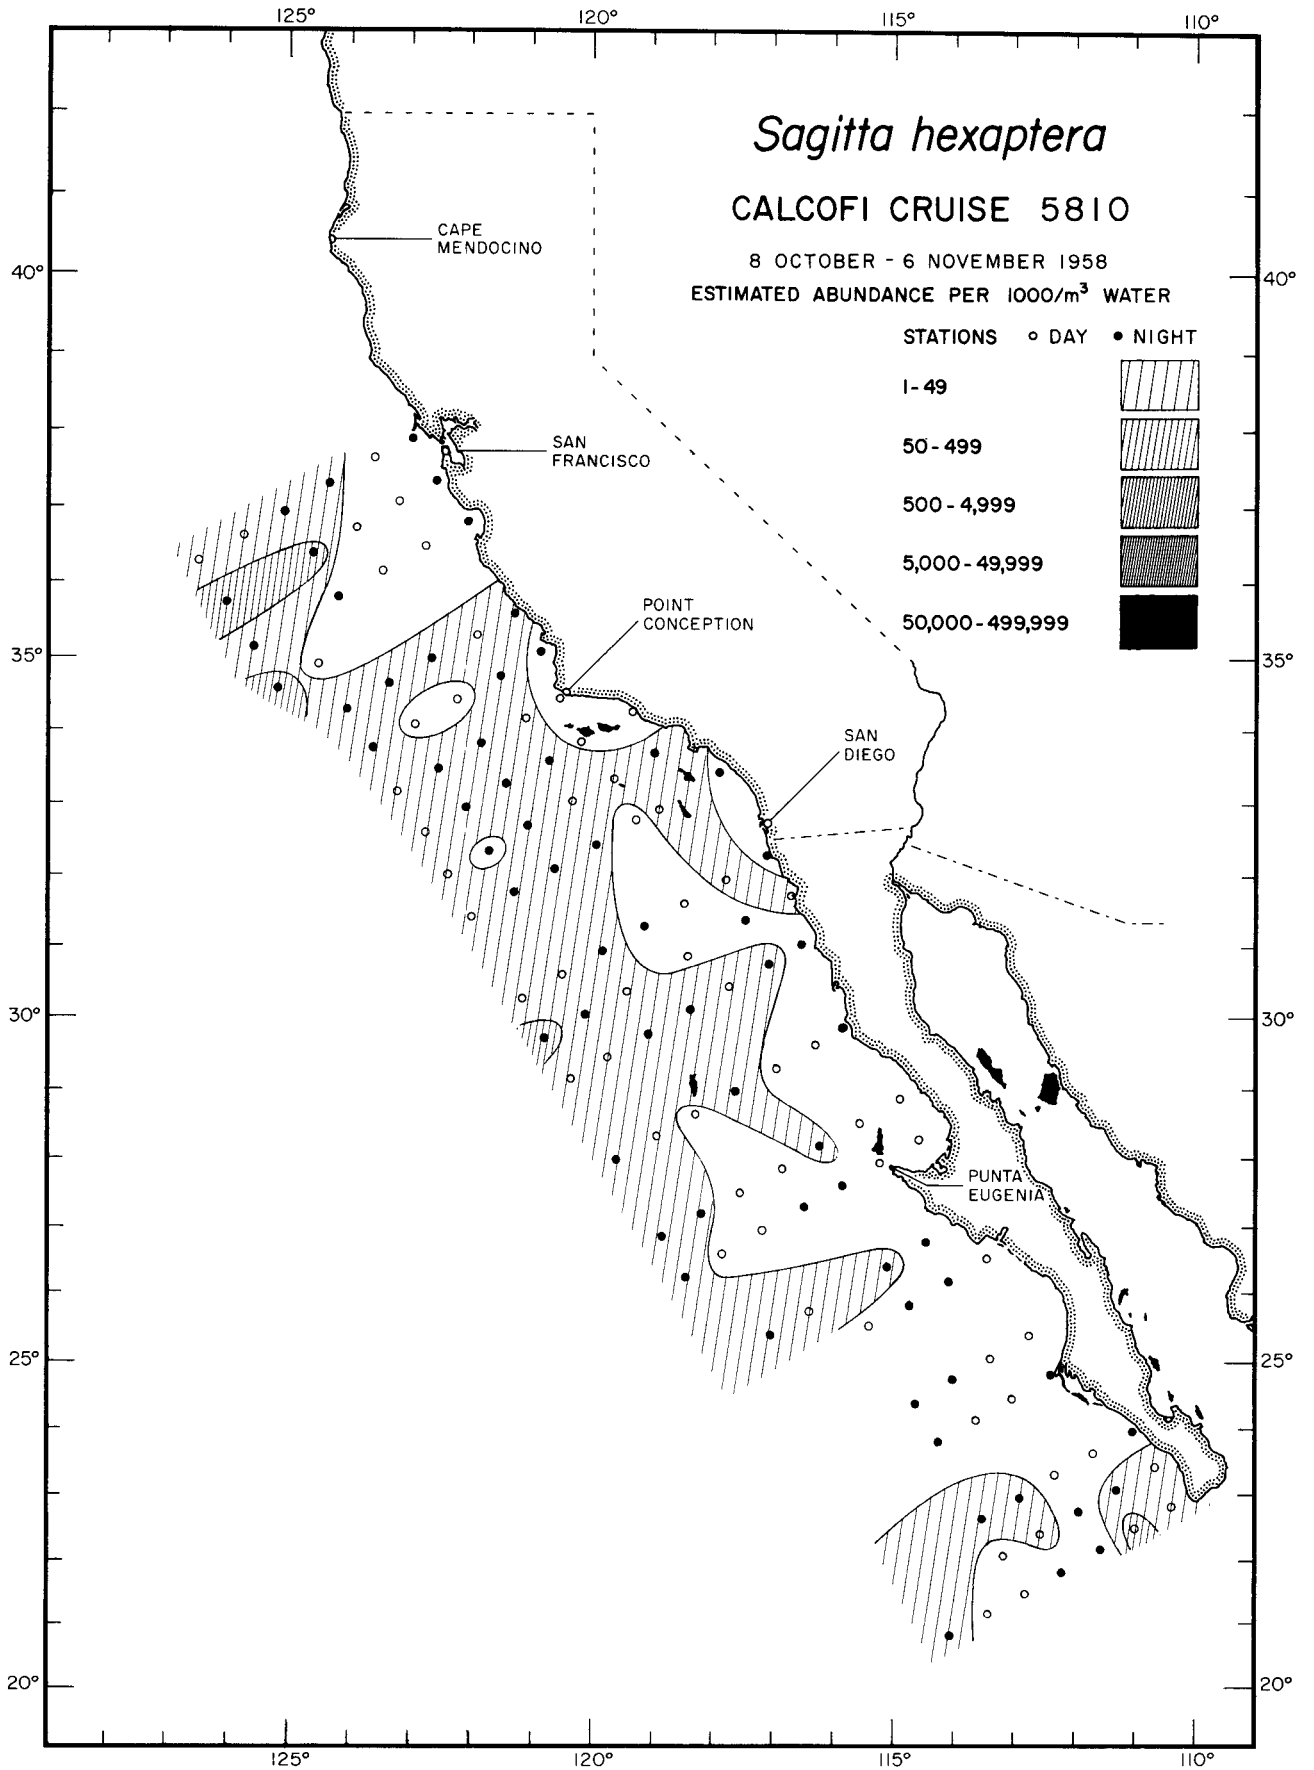 125° 120° 115° 110°
Sagitta hexaptera
CALCOFI CRUISE 5810
8 OCTOBER - 6 NOVEMBER 1958
ESTIMATED ABUNDANCE PER 1000/m³ WATER
STATIONS ○ DAY ● NIGHT
1-49
50-499
500-4,999
5,000-49,999
50,000-499,999
CAPE
MENDOCINO
40° 40°
SAN
FRANCISCO
POINT
CONCEPTION
35° 35°
SAN
DIEGO
30° 30°
PUNTA
EUGENIA
25° 25°
20° 20°
125° 120° 115° 110°